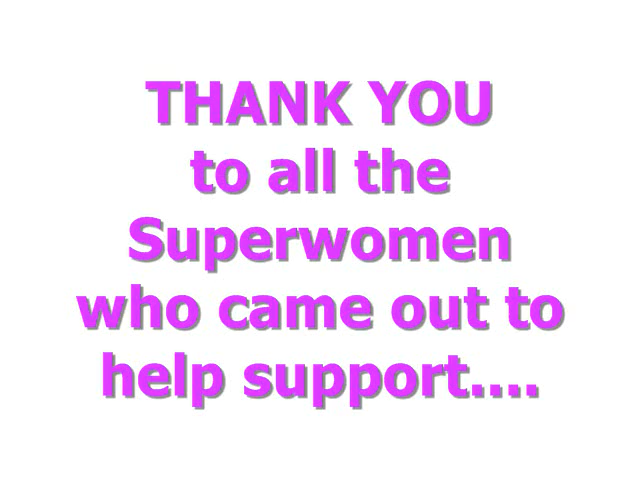 THANK YOU
to all the
Superwomen
who came out to
help support....